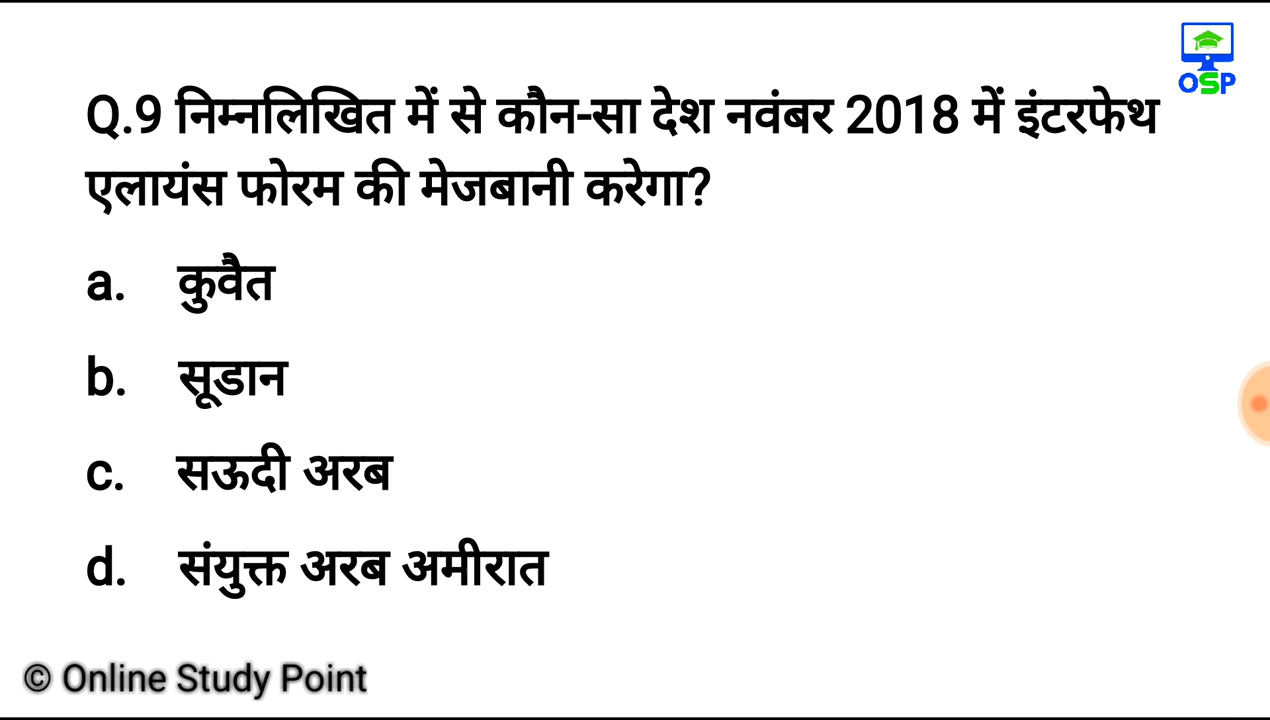 OSP
Q.9 निम्नलिखित में से कौन-सा देश नवंबर 2018 में इंटरफेथ
एलायंस फोरम की मेजबानी करेगा?
a. कुवैत
b. सूडान
c. सऊदी अरब
d. संयुक्त अरब अमीरात
© Online Study Point